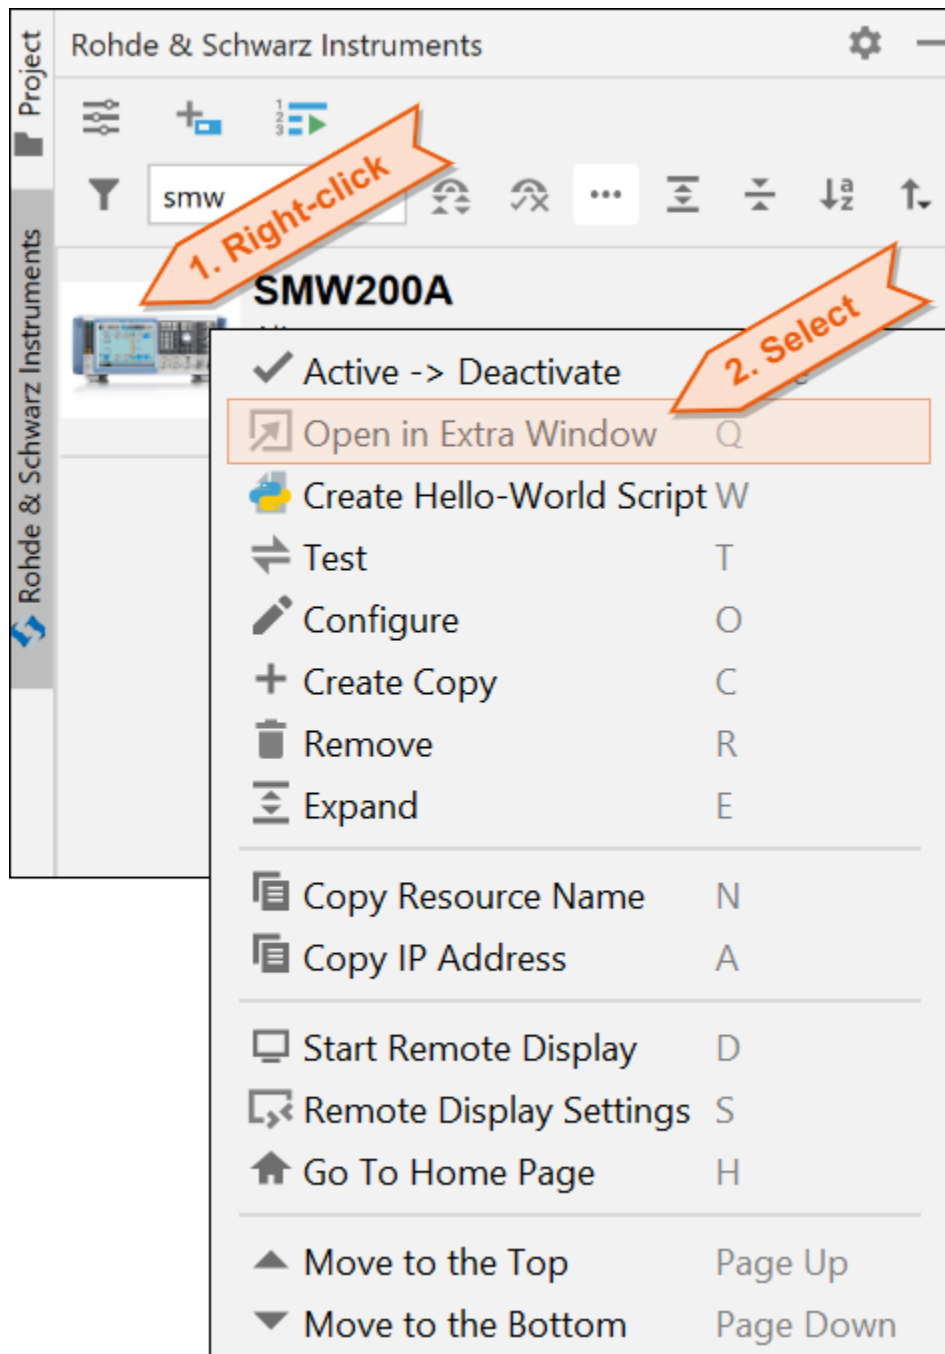 Project
Rohde & Schwarz Instruments
Rohde & Schwarz Instruments
smw
1. Right-click
SMW200A
2. Select
Active -> Deactivate
Open in Extra Window Q
Create Hello-World Script W
Test T
Configure O
Create Copy C
Remove R
Expand E
Copy Resource Name N
Copy IP Address A
Start Remote Display D
Remote Display Settings S
Go To Home Page H
Move to the Top Page Up
Move to the Bottom Page Down